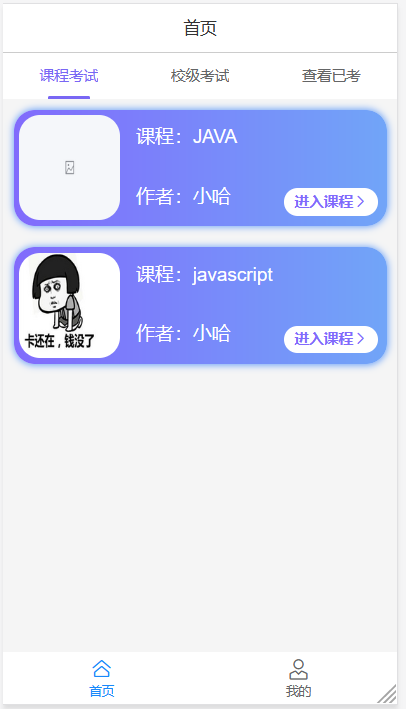 首页
课程考试 校级考试 查看已考
课程：JAVA
作者：小哈
进入课程
课程：javascript
卡还在，钱没了
作者：小哈
进入课程
首页 我的